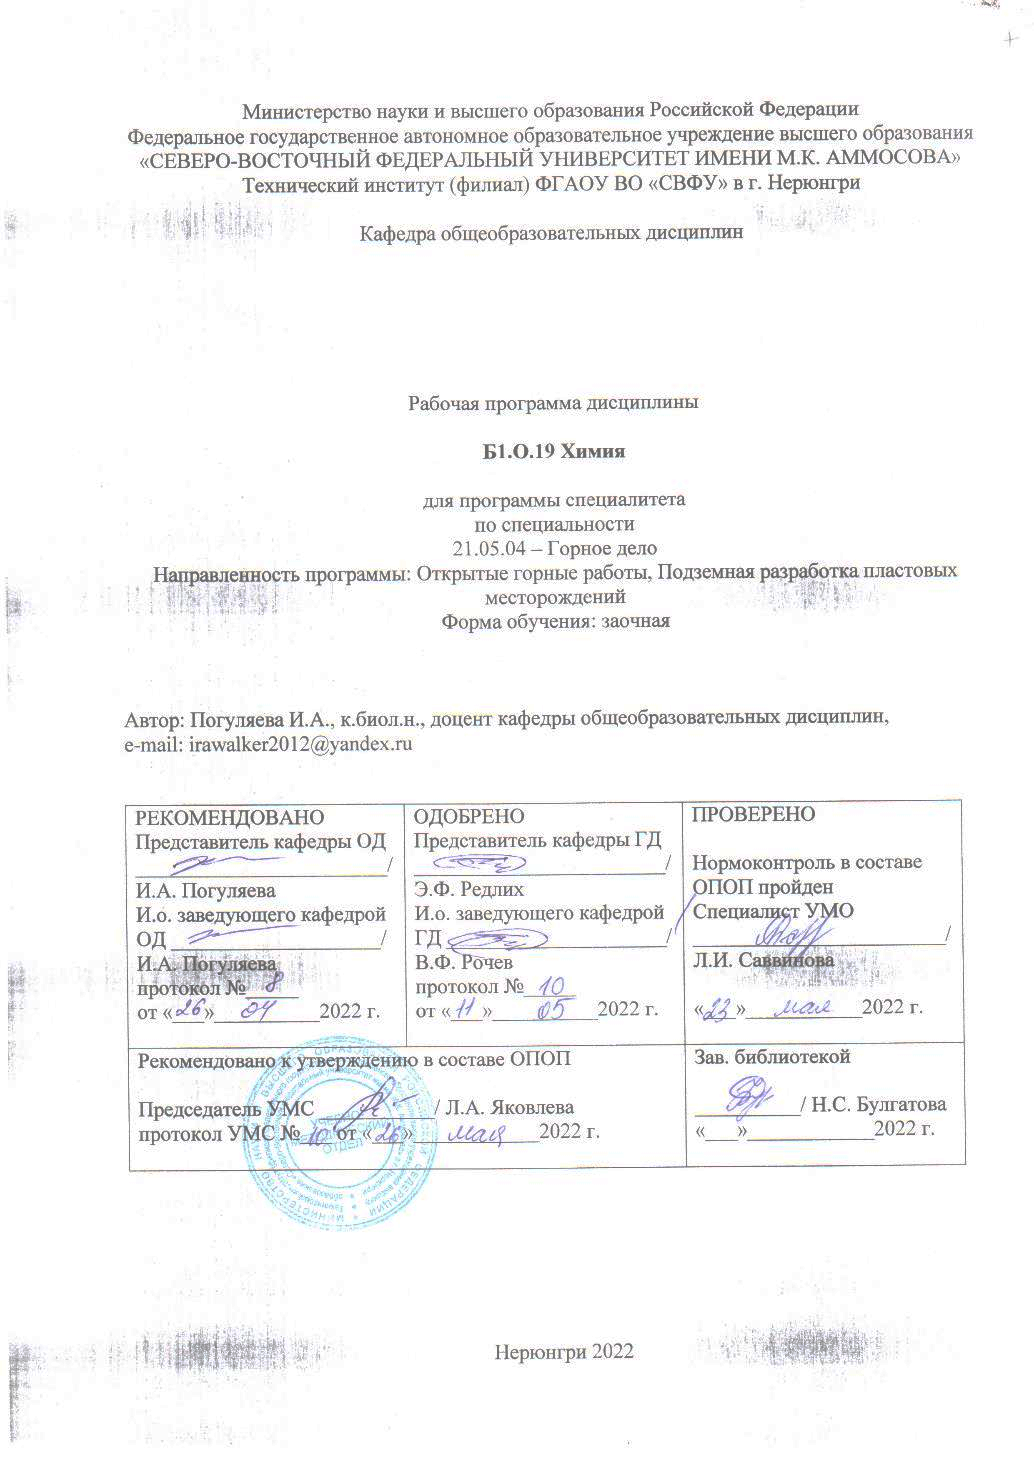 Министерство науки и высшего образования Российской Федерации
Федеральное государственное автономное образовательное учреждение высшего образования
«СЕВЕРО-ВОСТОЧНЫЙ ФЕДЕРАЛЬНЫЙ УНИВЕРСИТЕТ ИМЕНИ М.К. АММОСОВА»
Технический институт (филиал) ФГАОУ ВО «СВФУ» в г. Нерюнгри
Кафедра общеобразовательных дисциплин
Рабочая программа дисциплины
Б1.О.19 Химия
для программы специалитета
по специальности
21.05.04 – Горное дело
Направленность программы: Открытые горные работы, Подземная разработка пластовых
месторождений
Форма обучения: заочная
Автор: Погуляева И.А., к.биол.н., доцент кафедры общеобразовательных дисциплин,
e-mail: irawalker2012@yandex.ru
РЕКОМЕНДОВАНО
Представитель кафедры ОД
/
И.А. Погуляева
И.о. заведующего кафедрой
ОД /
И.А. Погуляева
протокол № 8
от «26» 04 2022 г.
ОДОБРЕНО
Представитель кафедры ГД
/
Э.Ф. Редлих
И.о. заведующего кафедрой
ГД /
В.Ф. Рочев
протокол № 10
от «11» 05 2022 г.
ПРОВЕРЕНО
Нормоконтроль в составе
ОПОП пройден
Специалист УМО
/
Л.И. Саввинова
«23» мая 2022 г.
Рекомендовано к утверждению в составе ОПОП
Председатель УМС / Л.А. Яковлева
протокол УМС № 10 от «26» мая 2022 г.
Зав. библиотекой
/ Н.С. Булгатова
« » 2022 г.
Нерюнгри 2022